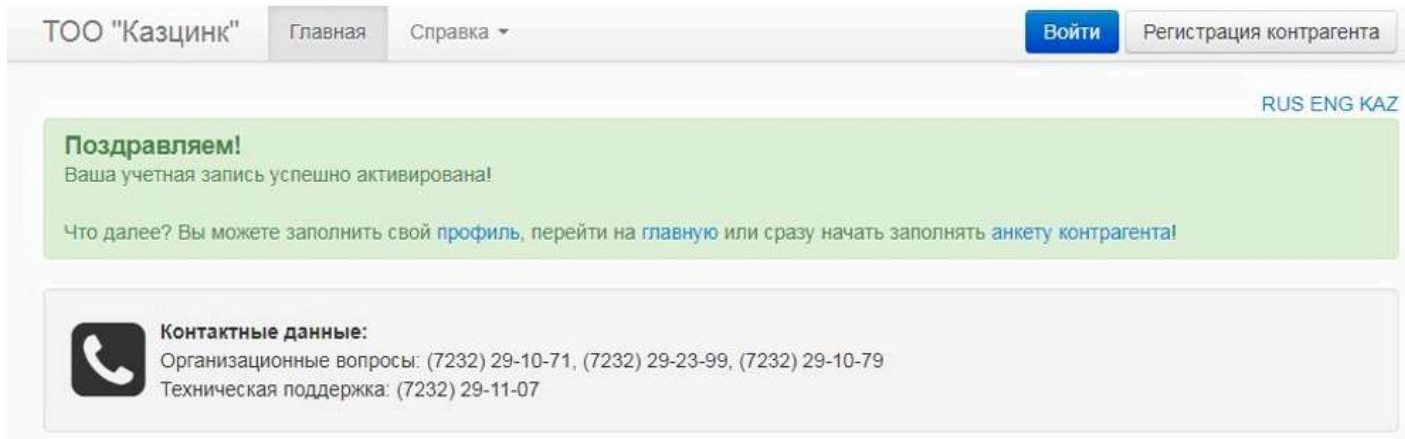 ТОО "Казцинк" Главная Справка Войти Регистрация контрагента
RUS ENG KAZ
Поздравляем!
Ваша учетная запись успешно активирована!
Что далее? Вы можете заполнить свой профиль, перейти на главную или сразу начать заполнять анкету контрагента!
Контактные данные:
Организационные вопросы: (7232) 29-10-71, (7232) 29-23-99, (7232) 29-10-79
Техническая поддержка: (7232) 29-11-07